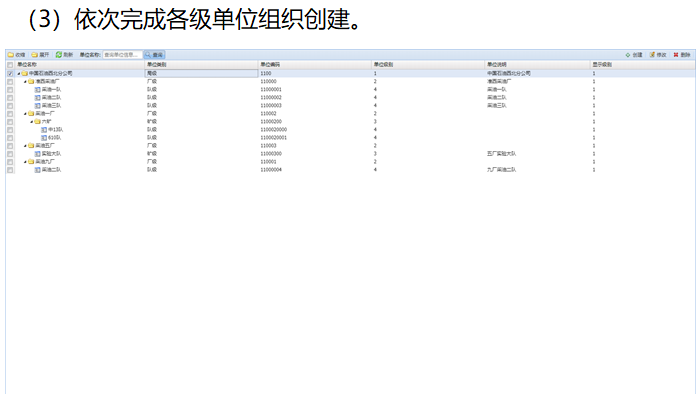 （3）依次完成各级单位组织创建。
收缩 展开 刷新 单位名称: 查询单位信息... 查询 创建 修改 删除
单位名称 单位类别 单位编码 单位级别 单位说明 显示级别
中国石油西北分公司 局级 1100 1 中国石油西北分公司 1
准西采油厂 厂级 110000 2 准西采油厂 1
采油一队 队级 11000001 4 采油一队 1
采油二队 队级 11000002 4 采油二队 1
采油三队 队级 11000003 4 采油三队 1
采油一厂 厂级 110002 2 1
六矿 矿级 11000200 3 1
中13队 队级 1100020000 4 1
610队 队级 1100020001 4 1
采油五厂 厂级 110003 2 1
实验大队 矿级 11000300 3 五厂实验大队 1
采油九厂 厂级 110001 2 1
采油二队 队级 11000004 4 九厂采油二队 1